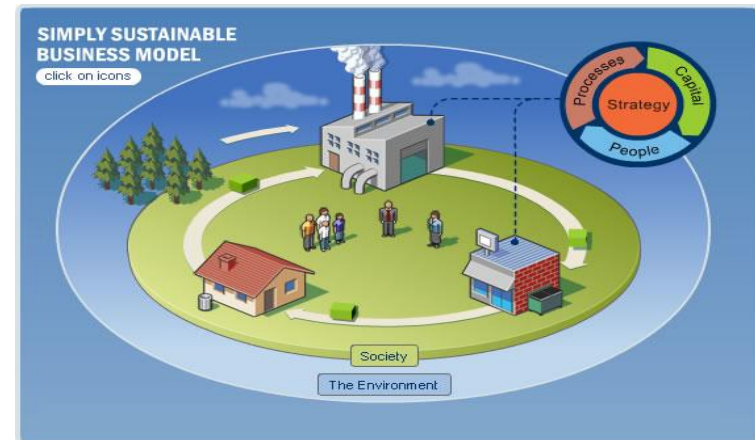 SIMPLY SUSTAINABLE
BUSINESS MODEL
click on icons
Processes
Capital
Strategy
People
Society
The Environment